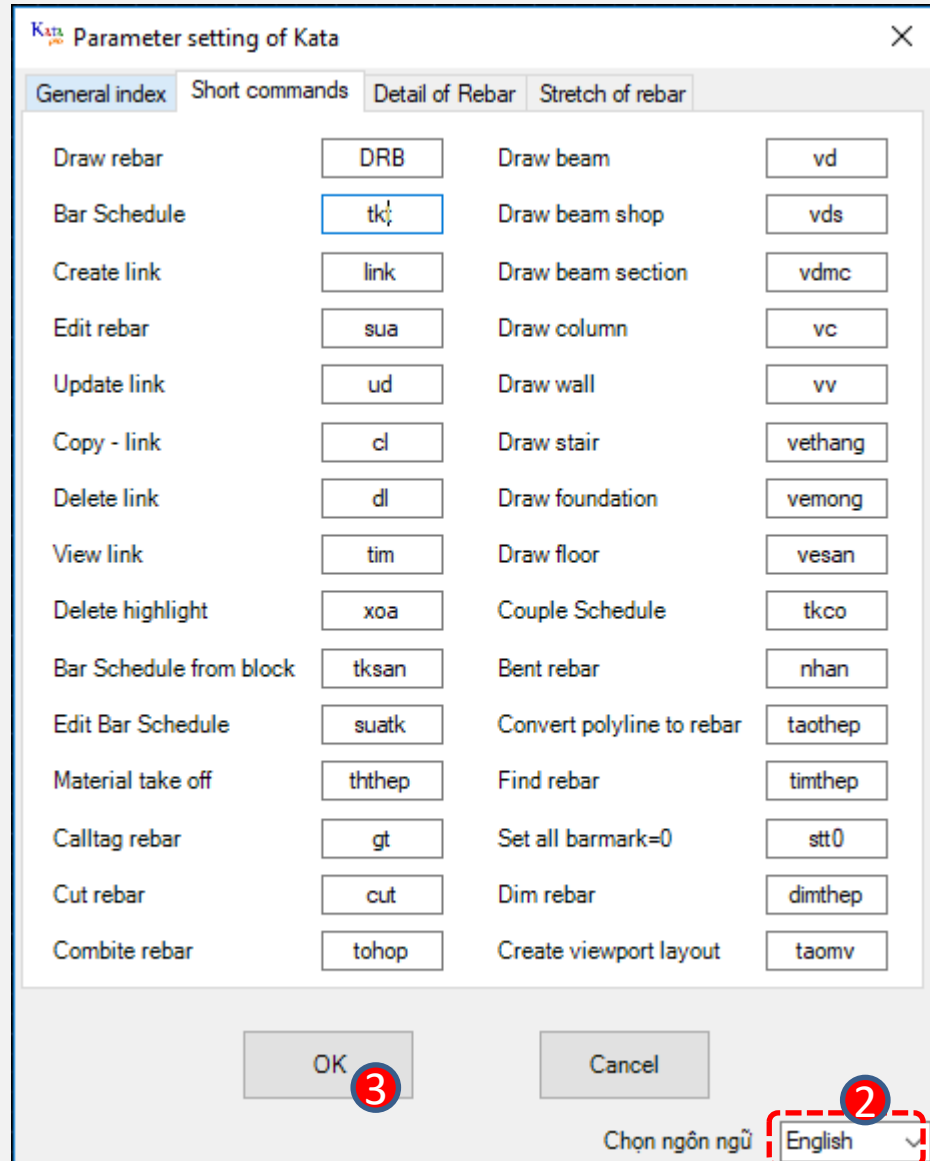 Kata Parameter setting of Kata
General index Short commands Detail of Rebar Stretch of rebar
Draw rebar DRB Draw beam vd
Bar Schedule tkt Draw beam shop vds
Create link link Draw beam section vdmc
Edit rebar sua Draw column vc
Update link ud Draw wall vv
Copy - link cl Draw stair vethang
Delete link dl Draw foundation vemong
View link tim Draw floor vesan
Delete highlight xoa Couple Schedule tkco
Bar Schedule from block tksan Bent rebar nhan
Edit Bar Schedule suatk Convert polyline to rebar taothep
Material take off ththep Find rebar timthep
Calltag rebar gt Set all barmark=0 stt0
Cut rebar cut Dim rebar dimthep
Combite rebar tohop Create viewport layout taomv
OK 3 Cancel
2
Chọn ngôn ngữ English